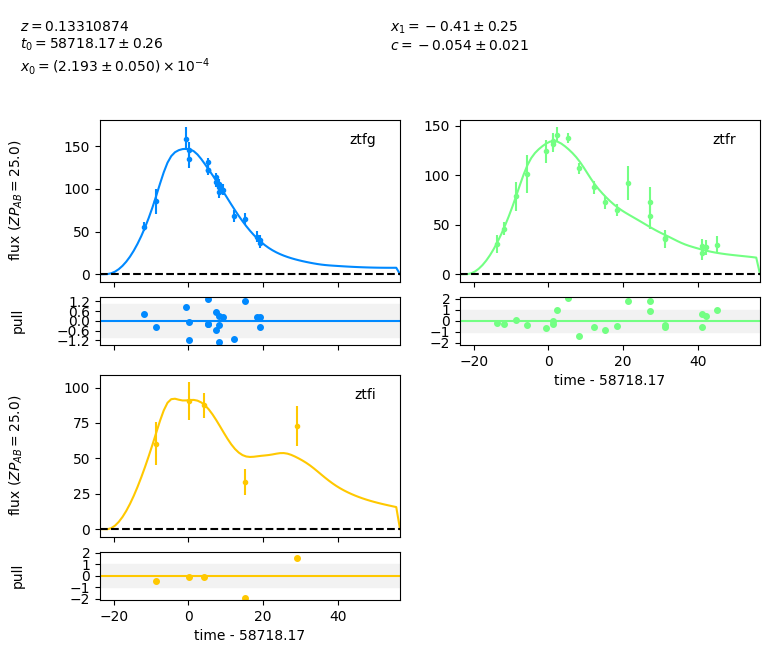 z = 0.13310874
t₀ = 58718.17 ± 0.26
x₀ = (2.193 ± 0.050) × 10⁻⁴
x₁ = −0.41 ± 0.25
c = −0.054 ± 0.021
flux (ZP_AB = 25.0)
150
100
50
0
ztfg
150
100
50
0
ztfr
pull
1.2
0.6
0.0
−0.6
−1.2
2
1
0
−1
−2
−20 0 20 40
time - 58718.17
flux (ZP_AB = 25.0)
100
75
50
25
0
ztfi
pull
2
1
0
−1
−2
−20 0 20 40
time - 58718.17